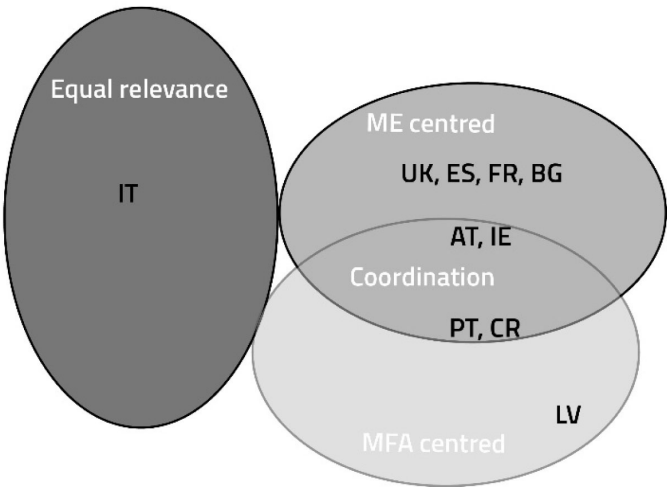 Equal relevance
IT
ME centred
UK, ES, FR, BG
AT, IE
Coordination
PT, CR
LV
MFA centred